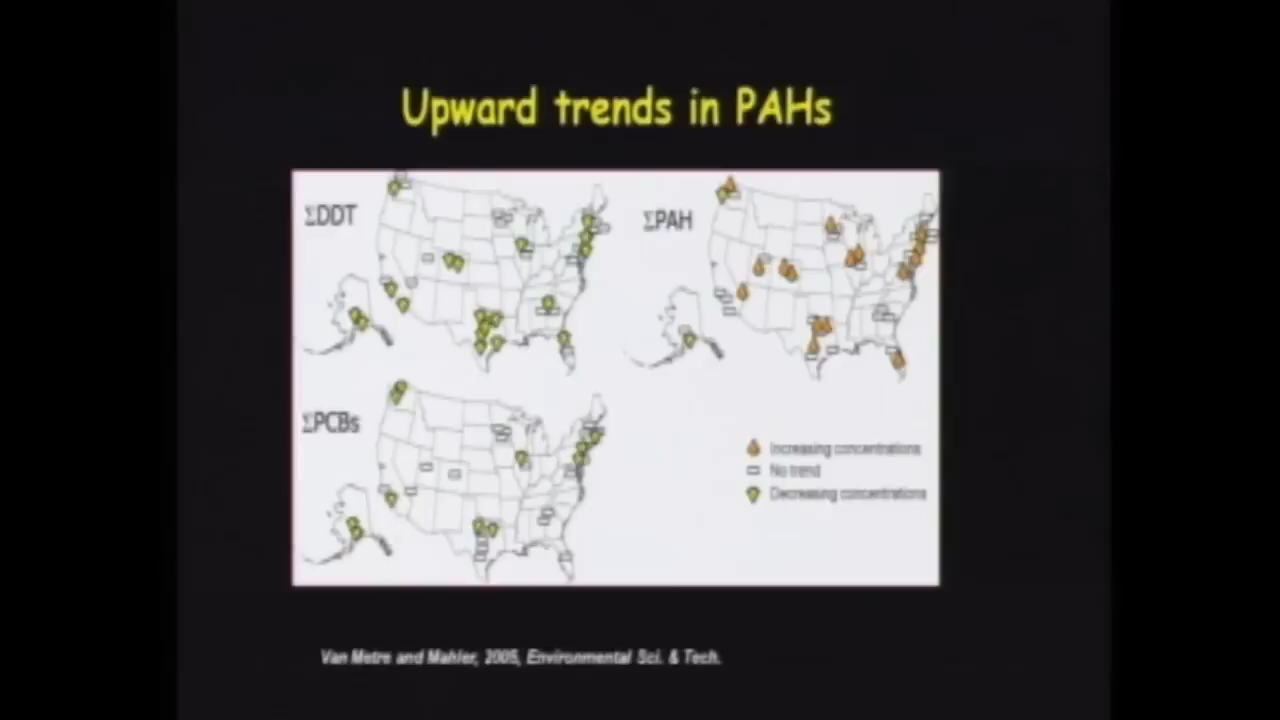 Upward trends in PAHs
ΣDDT
ΣPAH
ΣPCBs
Increasing concentrations
No trend
Decreasing concentrations
Van Metre and Mahler, 2005, Environmental Sci. & Tech.